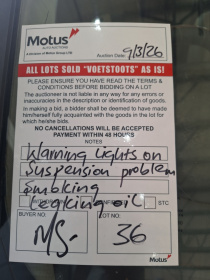 Motus
AUCTIONEERS
A division of Motus Group Ltd
Auction Date: 9/3/26
ALL LOTS SOLD "VOETSTOOTS" AS IS!
PLEASE ENSURE YOU HAVE READ THE TERMS &
CONDITIONS BEFORE BIDDING ON A LOT
The auctioneer is not liable in any way for any errors or
inaccuracies in the description or identification of goods.
in making a bid, a bidder shall be deemed to have made
him/herself fully acquainted with the goods in the lot for
which he/she bids.
NO CANCELLATIONS WILL BE ACCEPTED
PAYMENT WITHIN 48 HOURS
NOTES
Warning lights on
Suspension problem
smoking
leaking oil
CONFIRMED
STC
BUYER NO.
LOT NO.
MS-
36
Motus